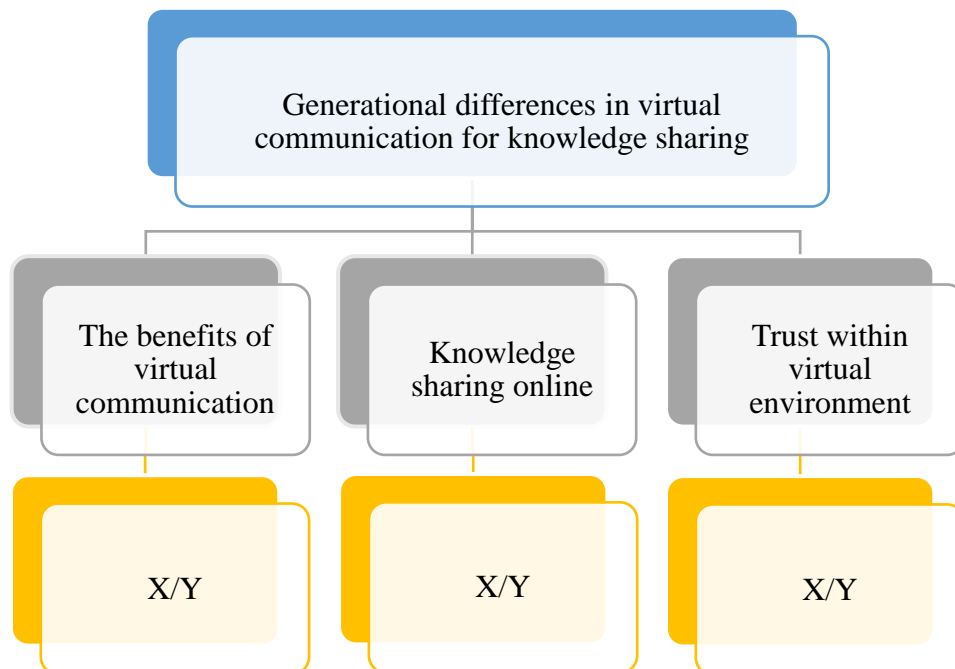 Generational differences in virtual
communication for knowledge sharing
The benefits of
virtual
communication
Knowledge
sharing online
Trust within
virtual
environment
X/Y
X/Y
X/Y